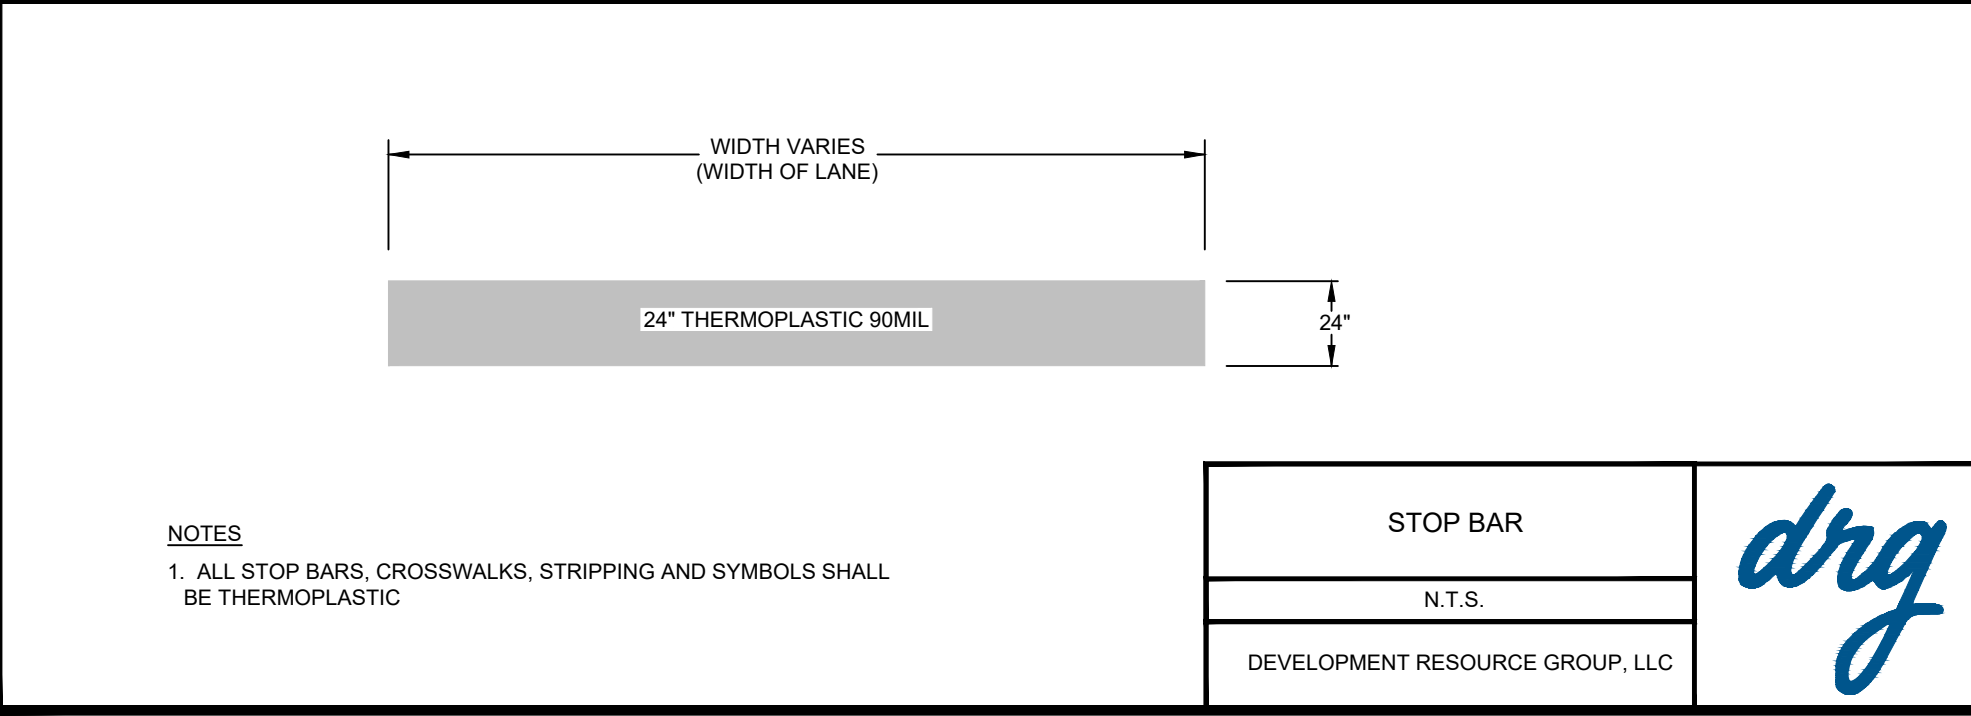 WIDTH VARIES
(WIDTH OF LANE)
24" THERMOPLASTIC 90MIL
24"
NOTES
1. ALL STOP BARS, CROSSWALKS, STRIPPING AND SYMBOLS SHALL
BE THERMOPLASTIC
STOP BAR
N.T.S.
DEVELOPMENT RESOURCE GROUP, LLC
drg